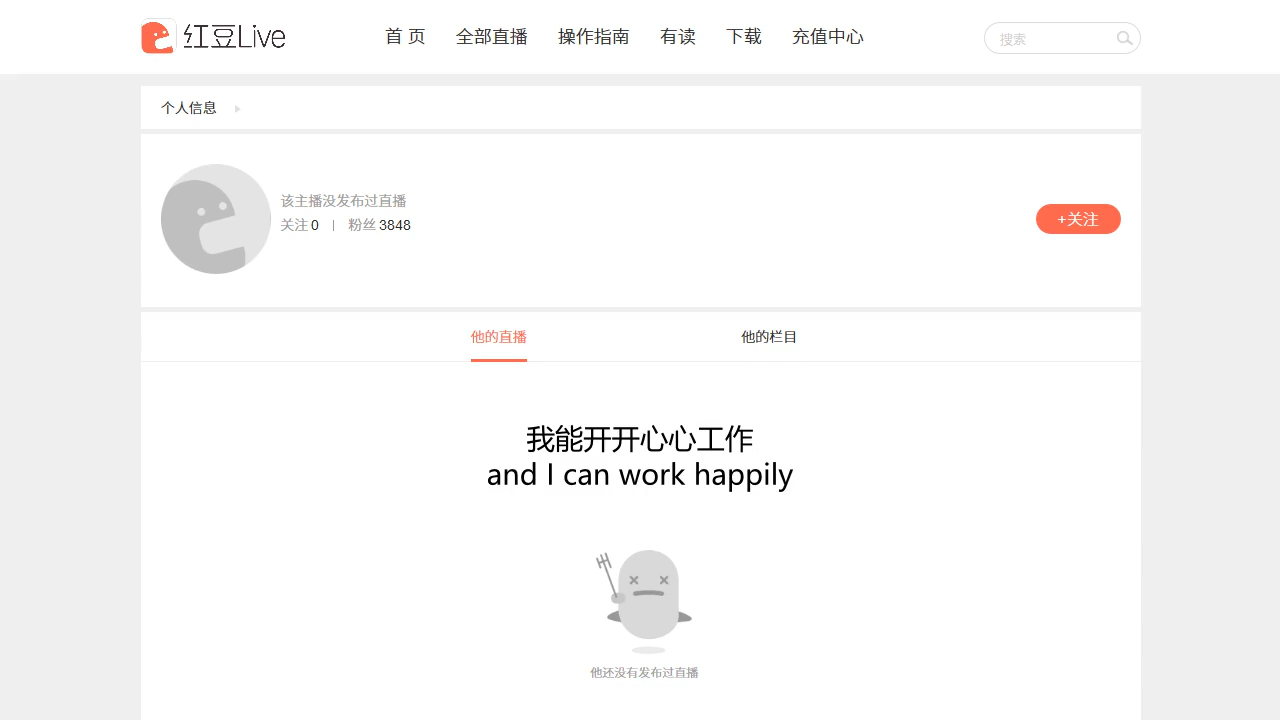 红豆Live
首 页 全部直播 操作指南 有读 下载 充值中心
搜索
个人信息
该主播没发布过直播
关注 0 | 粉丝 3848
+关注
他的直播 他的栏目
我能开开心心工作
and I can work happily
他还没有发布过直播